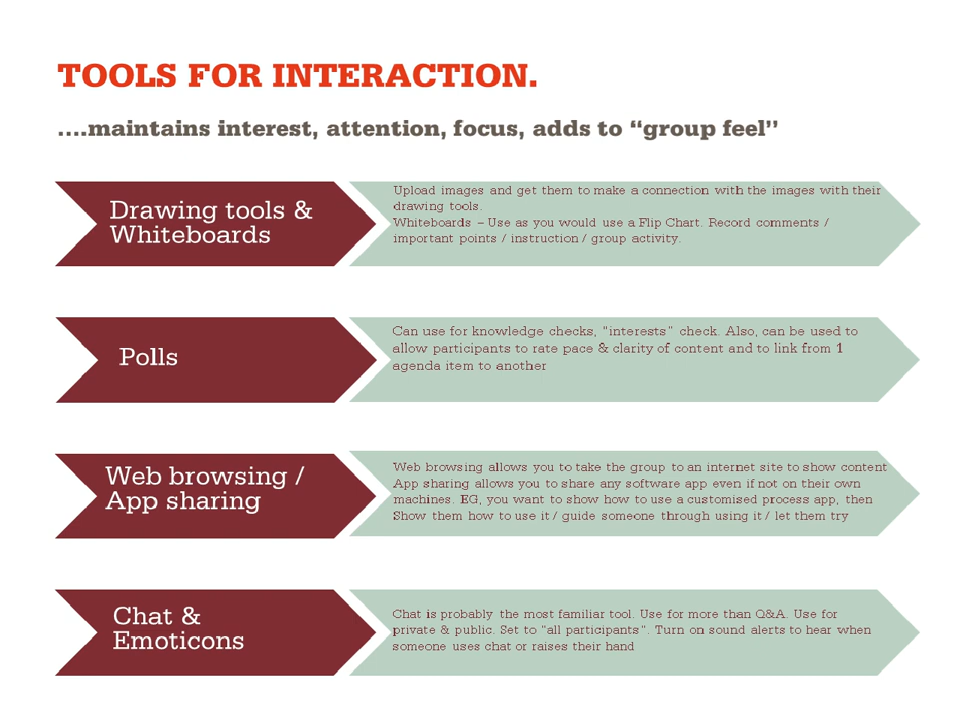 TOOLS FOR INTERACTION.
....maintains interest, attention, focus, adds to “group feel”
Drawing tools &
Whiteboards
Upload images and get them to make a connection with the images with their
drawing tools.
Whiteboards – Use as you would use a Flip Chart. Record comments /
important points / instruction / group activity.
Polls
Can use for knowledge checks, “interests” check. Also, can be used to
allow participants to rate pace & clarity of content and to link from 1
agenda item to another
Web browsing /
App sharing
Web browsing allows you to take the group to an internet site to show content
App sharing allows you to share any software app even if not on their own
machines. EG, you want to show how to use a customised process app, then
Show them how to use it / guide someone through using it / let them try
Chat &
Emoticons
Chat is probably the most familiar tool. Use for more than Q&A. Use for
private & public. Set to “all participants”. Turn on sound alerts to hear when
someone uses chat or raises their hand